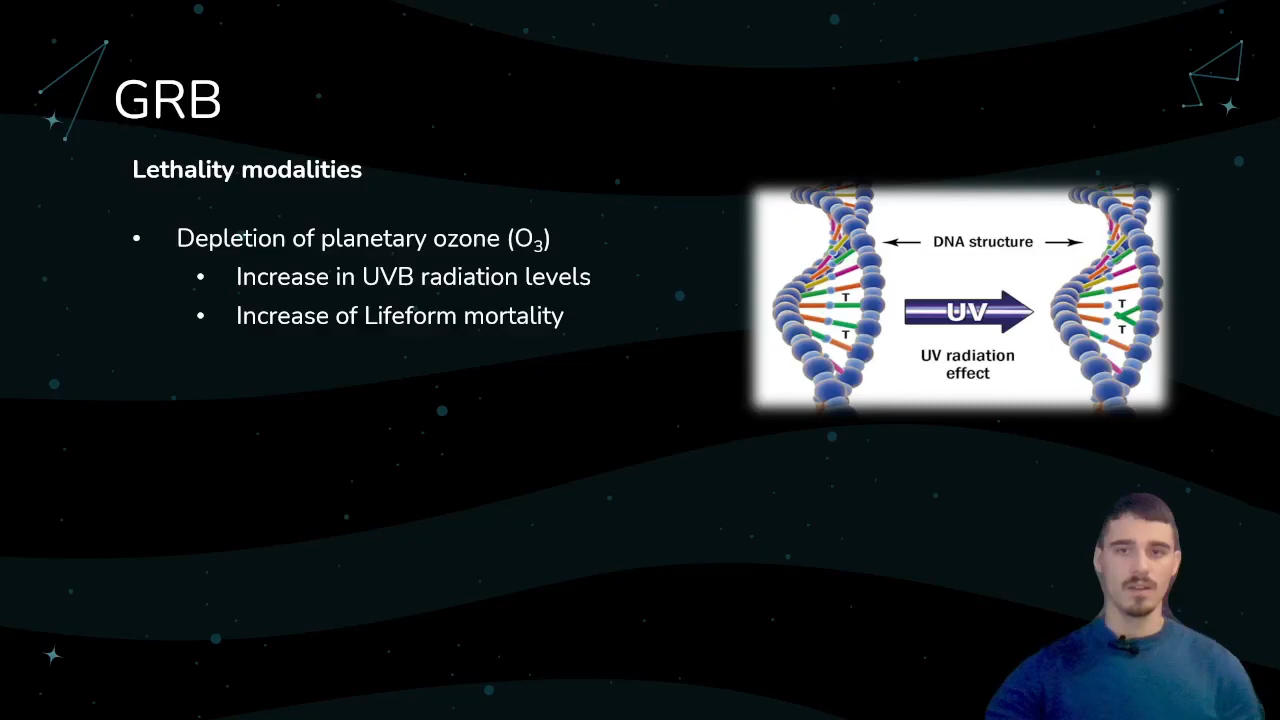 GRB
Lethality modalities
• Depletion of planetary ozone (O₃)
• Increase in UVB radiation levels
• Increase of Lifeform mortality
DNA structure
T
T
UV
T
T
UV radiation
effect